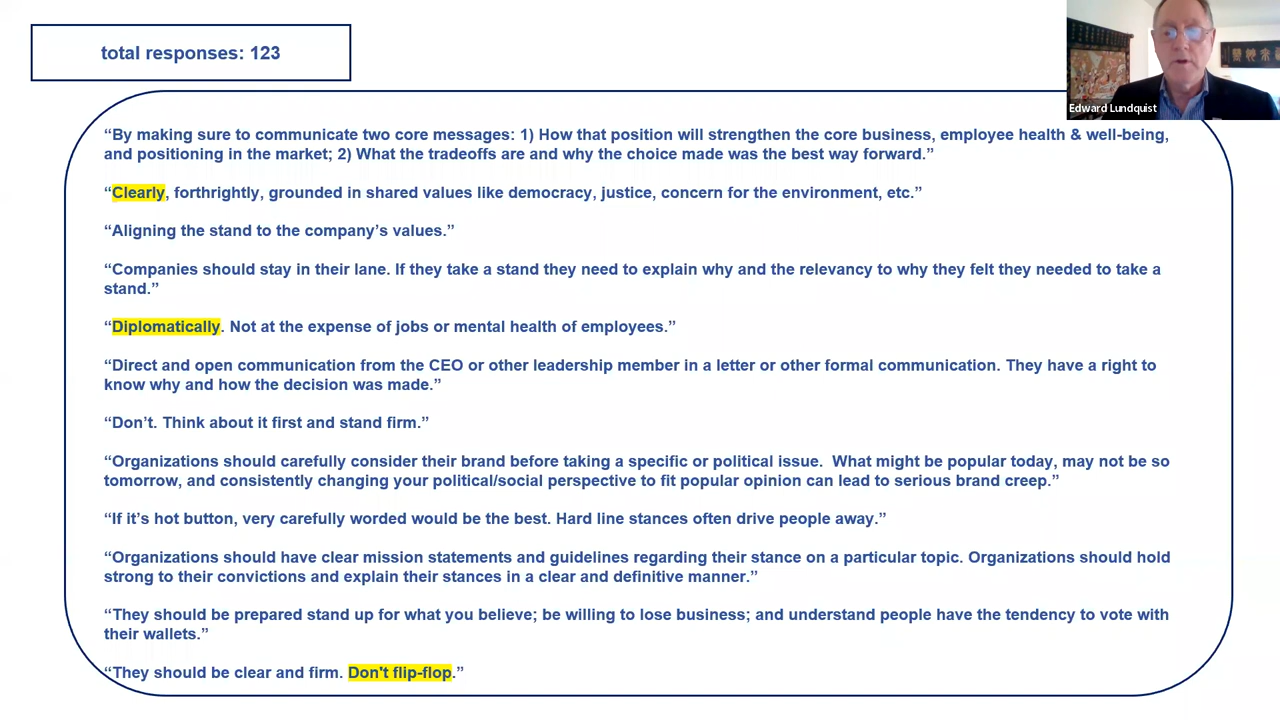 total responses: 123
Edward Lundquist
“By making sure to communicate two core messages: 1) How that position will strengthen the core business, employee health & well-being,
and positioning in the market; 2) What the tradeoffs are and why the choice made was the best way forward.”
“Clearly, forthrightly, grounded in shared values like democracy, justice, concern for the environment, etc.”
“Aligning the stand to the company’s values.”
“Companies should stay in their lane. If they take a stand they need to explain why and the relevancy to why they felt they needed to take a
stand.”
“Diplomatically. Not at the expense of jobs or mental health of employees.”
“Direct and open communication from the CEO or other leadership member in a letter or other formal communication. They have a right to
know why and how the decision was made.”
“Don’t. Think about it first and stand firm.”
“Organizations should carefully consider their brand before taking a specific or political issue.  What might be popular today, may not be so
tomorrow, and consistently changing your political/social perspective to fit popular opinion can lead to serious brand creep.”
“If it’s hot button, very carefully worded would be the best. Hard line stances often drive people away.”
“Organizations should have clear mission statements and guidelines regarding their stance on a particular topic. Organizations should hold
strong to their convictions and explain their stances in a clear and definitive manner.”
“They should be prepared stand up for what you believe; be willing to lose business; and understand people have the tendency to vote with
their wallets.”
“They should be clear and firm. Don't flip-flop.”